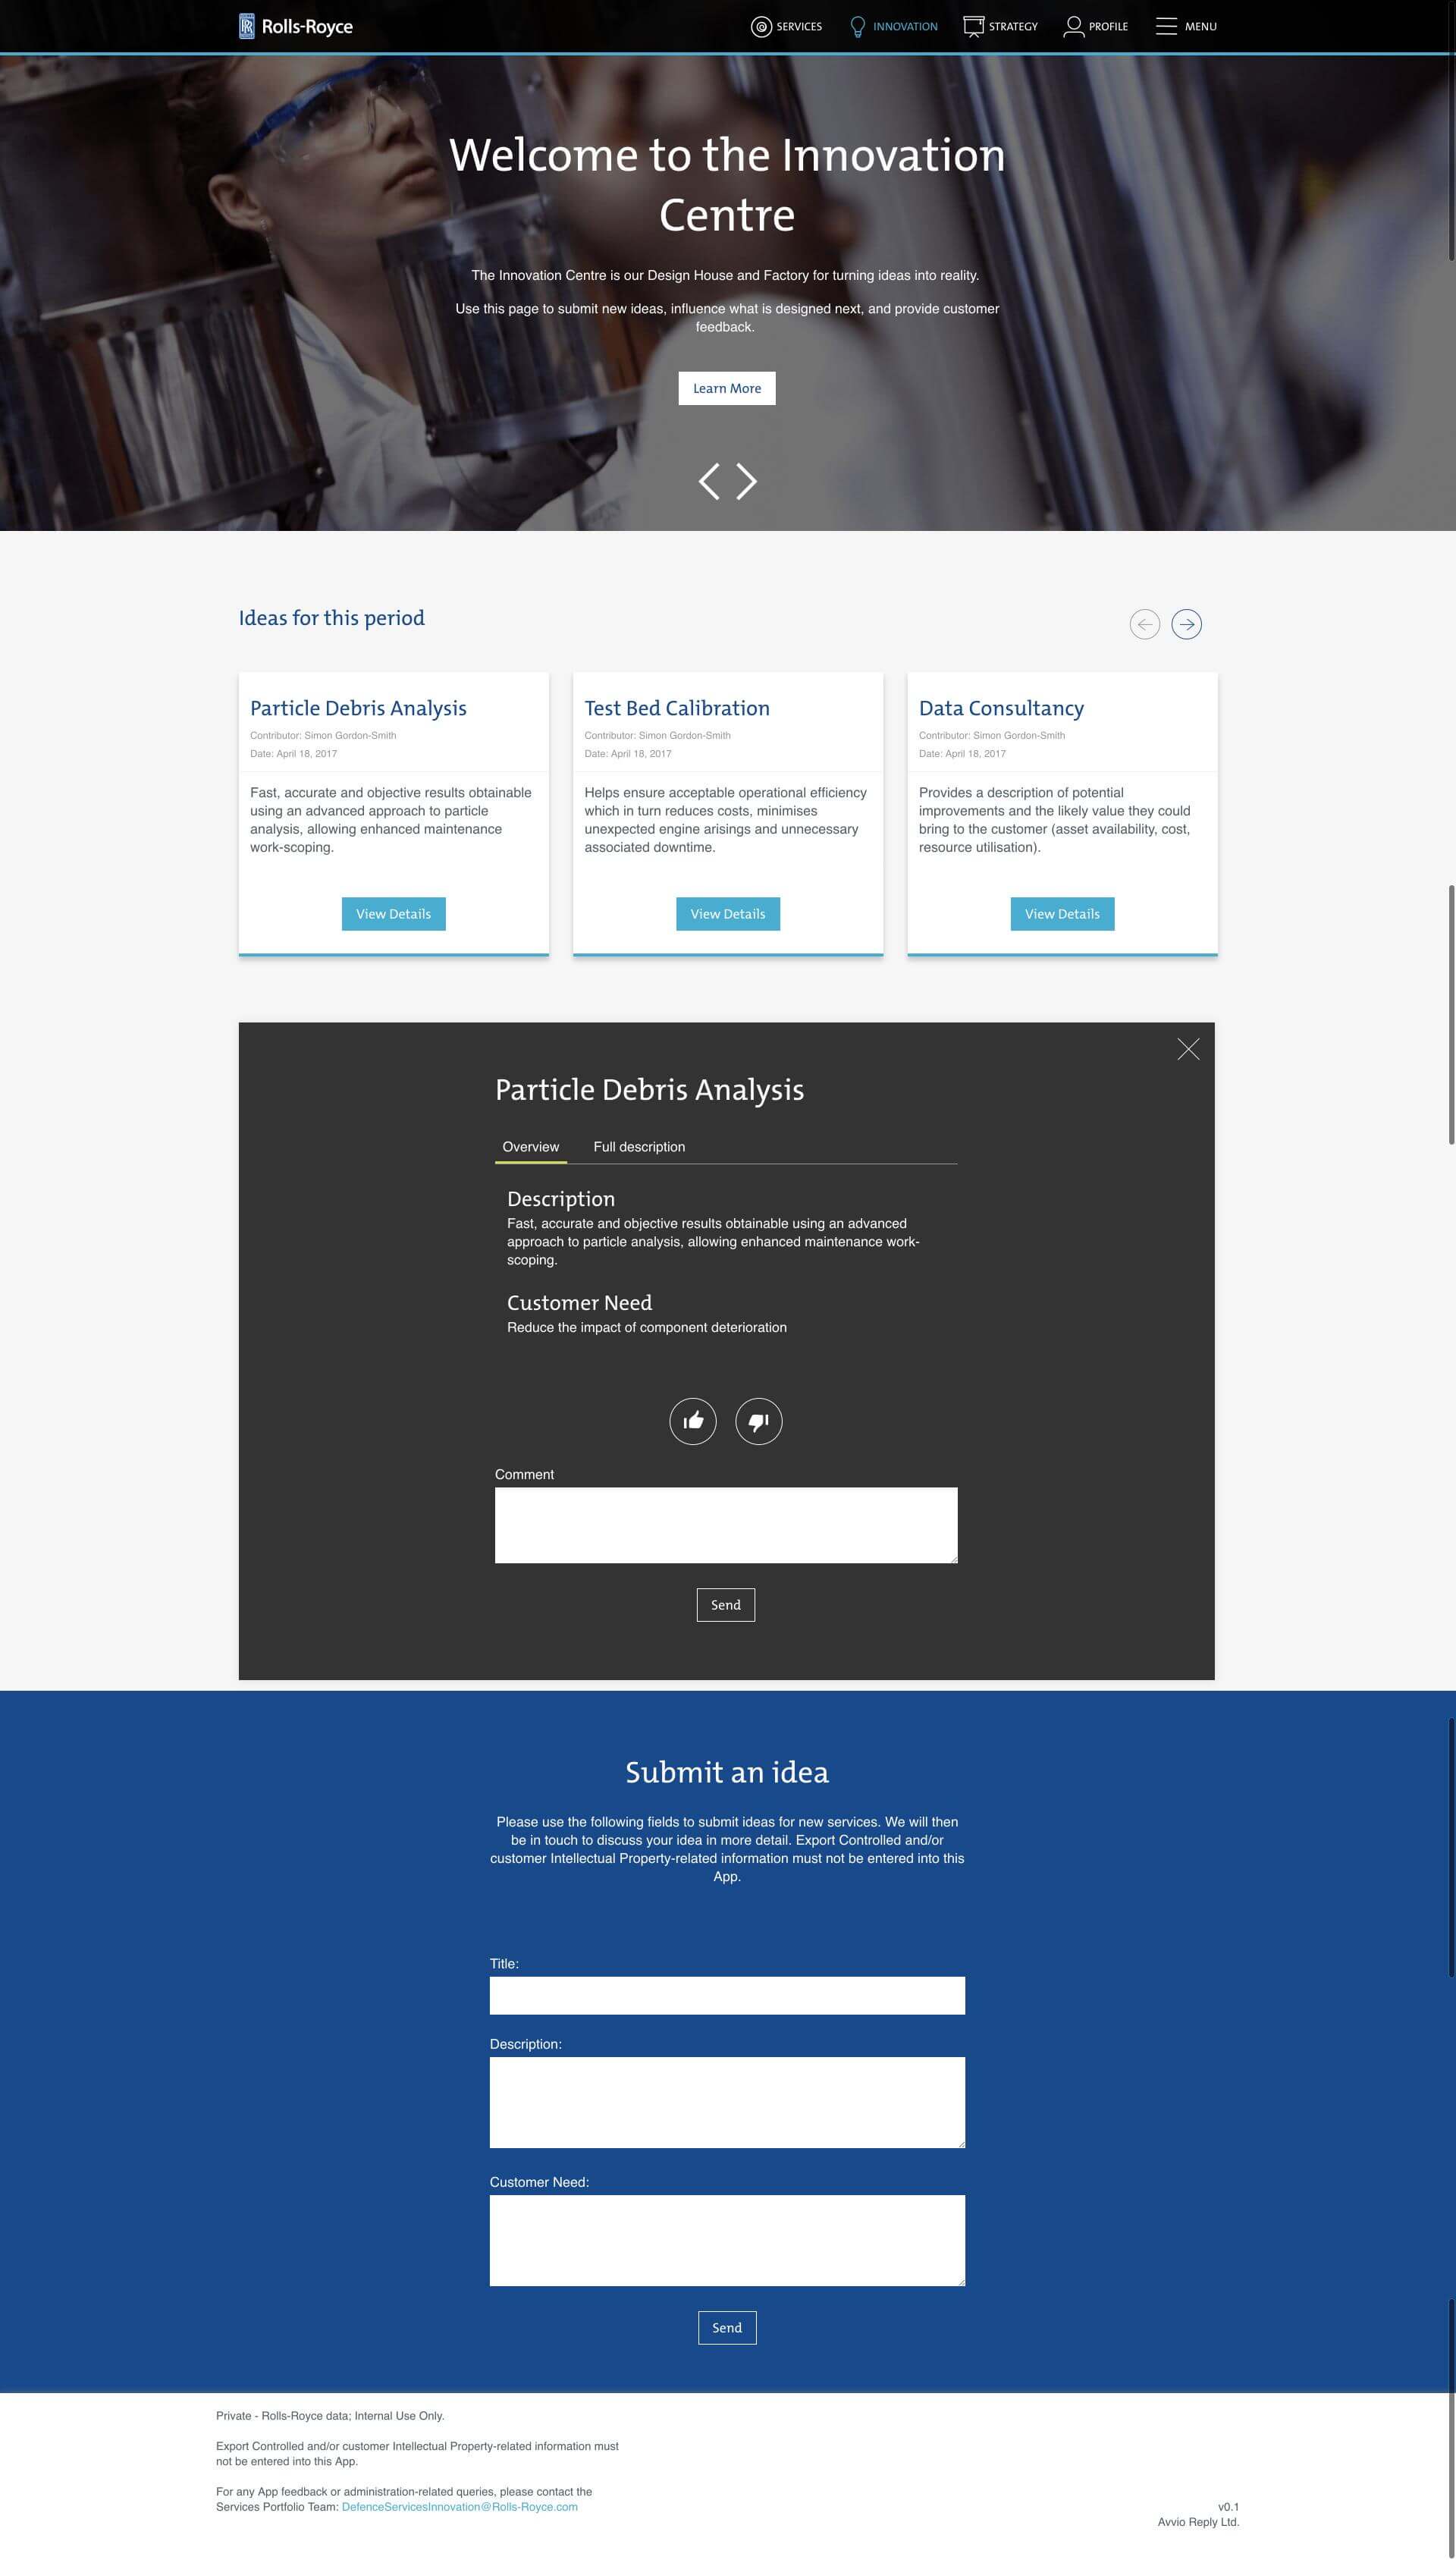 Rolls-Royce
SERVICES
INNOVATION
STRATEGY
PROFILE
MENU
Welcome to the Innovation
Centre
The Innovation Centre is our Design House and Factory for turning ideas into reality.
Use this page to submit new ideas, influence what is designed next, and provide customer
feedback.
Learn More
Ideas for this period
Particle Debris Analysis
Contributor: Simon Gordon-Smith
Date: April 18, 2017
Fast, accurate and objective results obtainable
using an advanced approach to particle
analysis, allowing enhanced maintenance
work-scoping.
View Details
Test Bed Calibration
Contributor: Simon Gordon-Smith
Date: April 18, 2017
Helps ensure acceptable operational efficiency
which in turn reduces costs, minimises
unexpected engine arisings and unnecessary
associated downtime.
View Details
Data Consultancy
Contributor: Simon Gordon-Smith
Date: April 18, 2017
Provides a description of potential
improvements and the likely value they could
bring to the customer (asset availability, cost,
resource utilisation).
View Details
Particle Debris Analysis
Overview
Full description
Description
Fast, accurate and objective results obtainable using an advanced
approach to particle analysis, allowing enhanced maintenance work-
scoping.
Customer Need
Reduce the impact of component deterioration
Comment
Send
Submit an idea
Please use the following fields to submit ideas for new services. We will then
be in touch to discuss your idea in more detail. Export Controlled and/or
customer Intellectual Property-related information must not be entered into this
App.
Title:
Description:
Customer Need:
Send
Private - Rolls-Royce data; Internal Use Only.
Export Controlled and/or customer Intellectual Property-related information must
not be entered into this App.
For any App feedback or administration-related queries, please contact the
Services Portfolio Team: DefenceServicesInnovation@Rolls-Royce.com
v0.1
Avvio Reply Ltd.